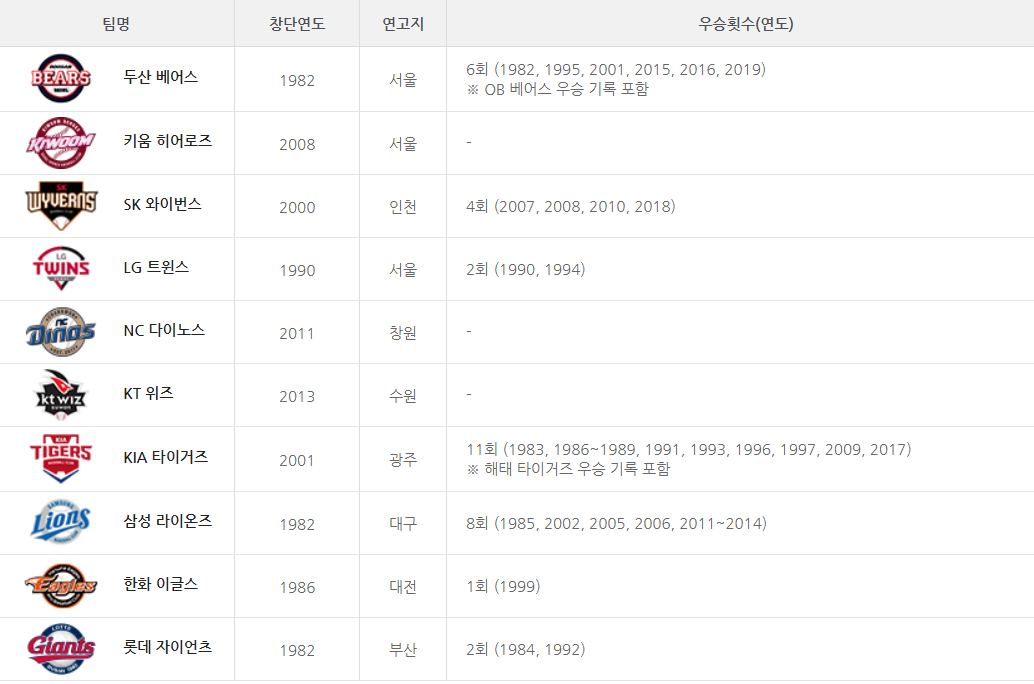 팀명 창단연도 연고지 우승횟수(연도)
BEARS
두산 베어스 1982 서울 6회 (1982, 1995, 2001, 2015, 2016, 2019)
※ OB 베어스 우승 기록 포함
KIWOOM
키움 히어로즈 2008 서울 -
SK
WYVERNS
SK 와이번스 2000 인천 4회 (2007, 2008, 2010, 2018)
LG
TWINS
LG 트윈스 1990 서울 2회 (1990, 1994)
NC
Dinos
NC 다이노스 2011 창원 -
kt wiz
KT 위즈 2013 수원 -
KIA
TIGERS
KIA 타이거즈 2001 광주 11회 (1983, 1986~1989, 1991, 1993, 1996, 1997, 2009, 2017)
※ 해태 타이거즈 우승 기록 포함
SAMSUNG
Lions
삼성 라이온즈 1982 대구 8회 (1985, 2002, 2005, 2006, 2011~2014)
Eagles
한화 이글스 1986 대전 1회 (1999)
LOTTE
Giants
롯데 자이언츠 1982 부산 2회 (1984, 1992)